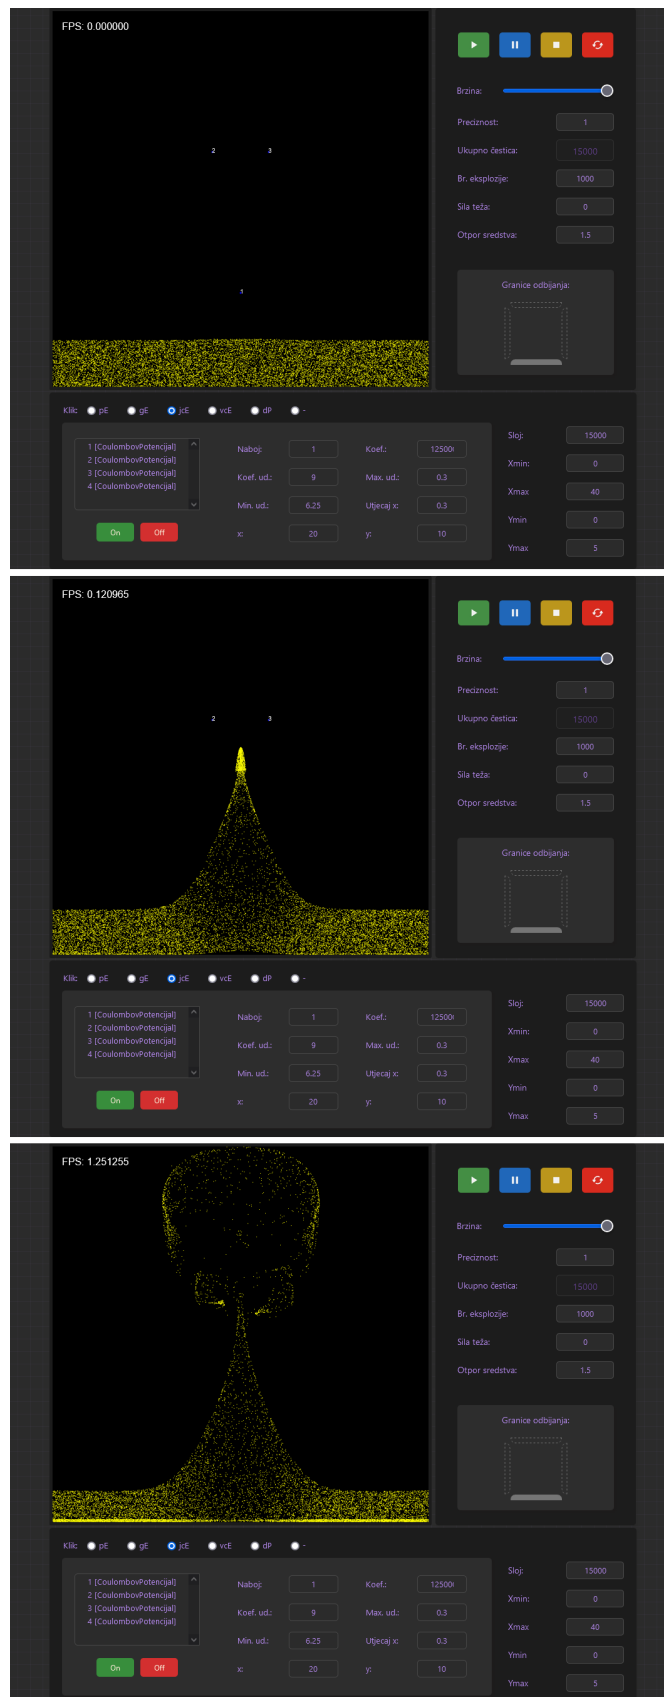 FPS: 0.000000
2 3
Brzina:
Preciznost: 1
Ukupno čestica: 15000
Br. eksplozije: 1000
Sila teža: 0
Otpor sredstva: 1.5
Granice odbijanja:
Klik: pE gE jcE vcE dP -
1 [CoulombovPotencijal]
2 [CoulombovPotencijal]
3 [CoulombovPotencijal]
4 [CoulombovPotencijal]
On Off
Naboj: 1 Koef.: 12500
Koef. ud.: 9 Max. ud.: 0.3
Min. ud.: 6.25 Utjecaj x: 0.3
x: 20 y: 10
Sloj: 15000
Xmin: 0
Xmax 40
Ymin 0
Ymax 5
FPS: 0.120965
2 3
Brzina:
Preciznost: 1
Ukupno čestica: 15000
Br. eksplozije: 1000
Sila teža: 0
Otpor sredstva: 1.5
Granice odbijanja:
Klik: pE gE jcE vcE dP -
1 [CoulombovPotencijal]
2 [CoulombovPotencijal]
3 [CoulombovPotencijal]
4 [CoulombovPotencijal]
On Off
Naboj: 1 Koef.: 12500
Koef. ud.: 9 Max. ud.: 0.3
Min. ud.: 6.25 Utjecaj x: 0.3
x: 20 y: 10
Sloj: 15000
Xmin: 0
Xmax 40
Ymin 0
Ymax 5
FPS: 1.251255
Brzina:
Preciznost: 1
Ukupno čestica: 15000
Br. eksplozije: 1000
Sila teža: 0
Otpor sredstva: 1.5
Granice odbijanja:
Klik: pE gE jcE vcE dP -
1 [CoulombovPotencijal]
2 [CoulombovPotencijal]
3 [CoulombovPotencijal]
4 [CoulombovPotencijal]
On Off
Naboj: 1 Koef.: 12500
Koef. ud.: 9 Max. ud.: 0.3
Min. ud.: 6.25 Utjecaj x: 0.3
x: 20 y: 10
Sloj: 15000
Xmin: 0
Xmax 40
Ymin 0
Ymax 5